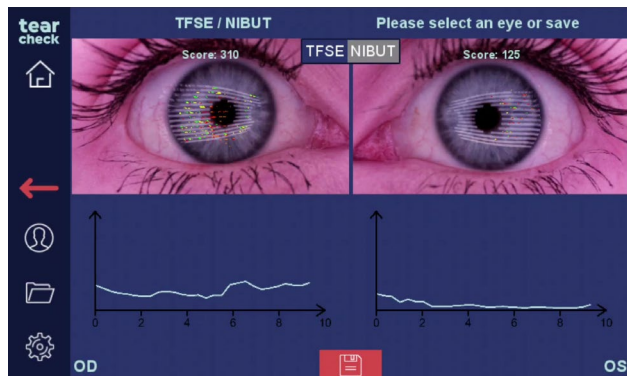 tear
check
TFSE / NIBUT
Please select an eye or save
Score: 310
TFSE NIBUT
Score: 125
0 2 4 6 8 10
0 2 4 6 8 10
OD
OS